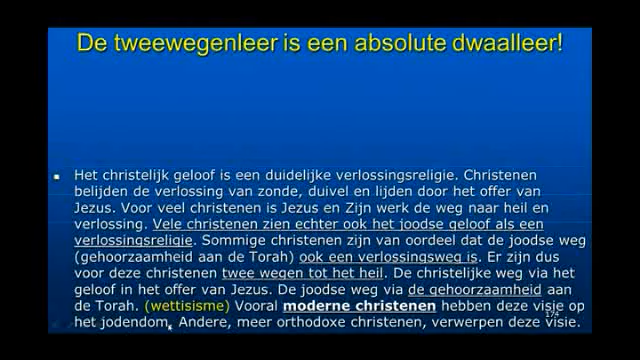 De tweewegenleer is een absolute dwaalleer!
Het christelijk geloof is een duidelijke verlossingsreligie. Christenen
belijden de verlossing van zonde, duivel en lijden door het offer van
Jezus. Voor veel christenen is Jezus en Zijn werk de weg naar heil en
verlossing. Vele christenen zien echter ook het joodse geloof als een
verlossingsreligie. Sommige christenen zijn van oordeel dat de joodse weg
(gehoorzaamheid aan de Torah) ook een verlossingsweg is. Er zijn dus
voor deze christenen twee wegen tot het heil. De christelijke weg via het
geloof in het offer van Jezus. De joodse weg via de gehoorzaamheid aan
de Torah. (wettisisme) Vooral moderne christenen hebben deze visie op
het jodendom. Andere, meer orthodoxe christenen, verwerpen deze visie.
174